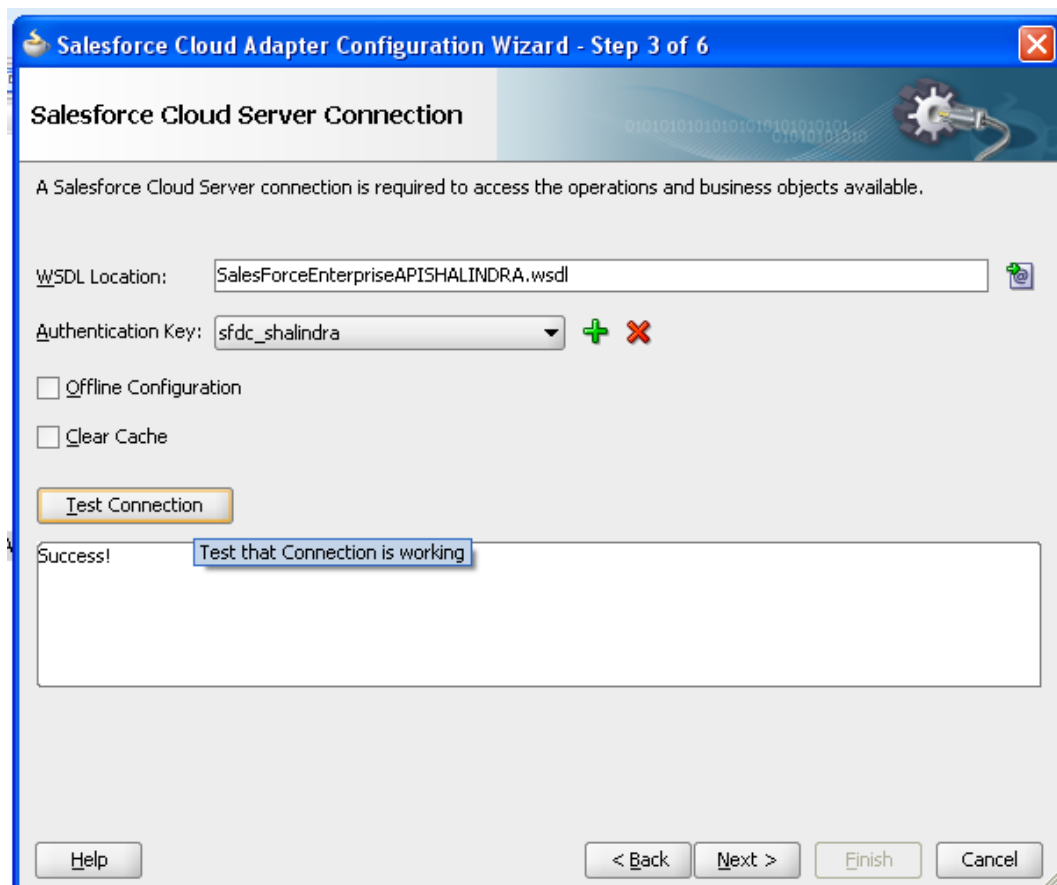 Salesforce Cloud Adapter Configuration Wizard - Step 3 of 6
Salesforce Cloud Server Connection
A Salesforce Cloud Server connection is required to access the operations and business objects available.
WSDL Location: SalesForceEnterpriseAPISHALINDRA.wsdl
Authentication Key: sfdc_shalindra
Offline Configuration
Clear Cache
Test Connection
Success! Test that Connection is working
Help < Back Next > Finish Cancel